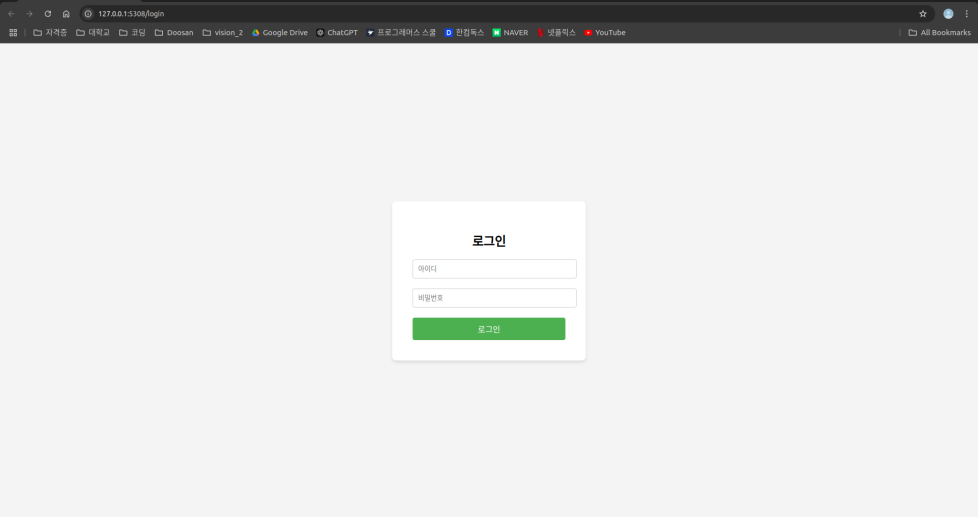 127.0.0.1:5308/login
자격증 대학교 코딩 Doosan vision_2 Google Drive ChatGPT 프로그래머스 스쿨 한컴독스 NAVER 넷플릭스 YouTube All Bookmarks
로그인
아이디
비밀번호
로그인